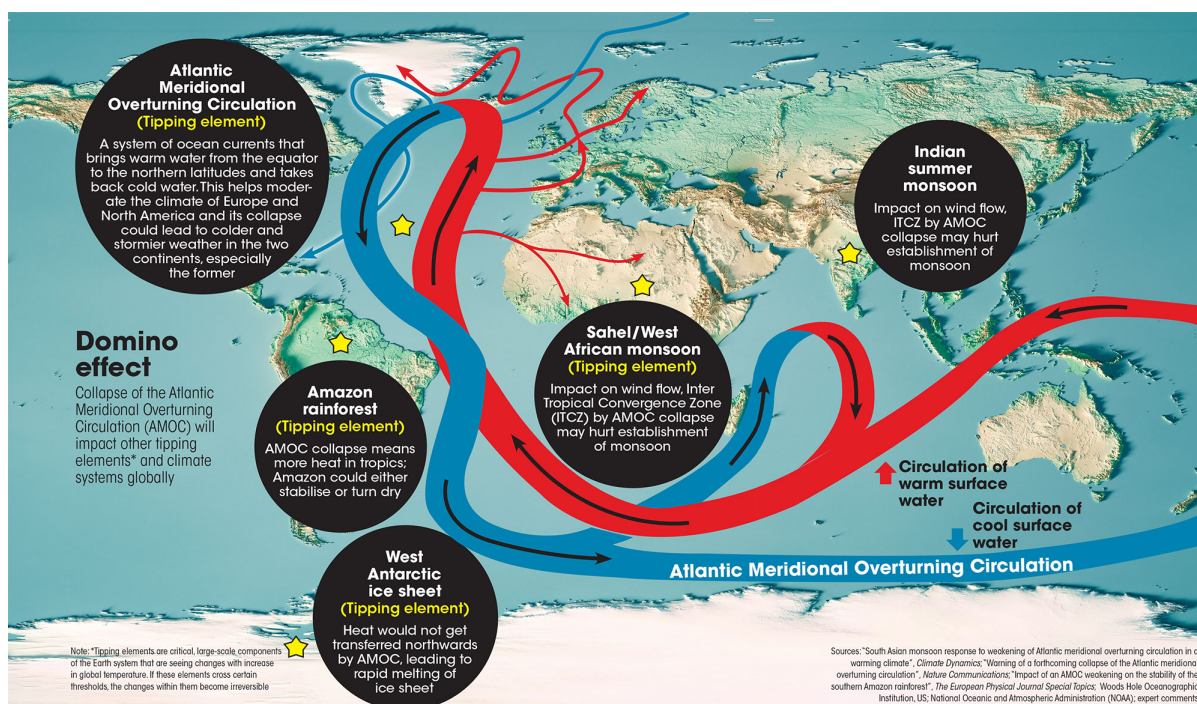 Atlantic
Meridional
Overturning Circulation
(Tipping element)
A system of ocean currents that
brings warm water from the equator
to the northern latitudes and takes
back cold water. This helps moder-
ate the climate of Europe and
North America and its collapse
could lead to colder and
stormier weather in the two
continents, especially
the former
Indian
summer
monsoon
Impact on wind flow,
ITCZ by AMOC
collapse may hurt
establishment of
monsoon
Domino
effect
Collapse of the Atlantic
Meridional Overturning
Circulation (AMOC) will
impact other tipping
elements* and climate
systems globally
Sahel/West
African monsoon
(Tipping element)
Impact on wind flow, Inter
Tropical Convergence Zone
(ITCZ) by AMOC collapse
may hurt establishment
of monsoon
Amazon
rainforest
(Tipping element)
AMOC collapse means
more heat in tropics;
Amazon could either
stabilise or turn dry
Circulation of
warm surface
water
Circulation of
cool surface
water
Atlantic Meridional Overturning Circulation
West
Antarctic
ice sheet
(Tipping element)
Heat would not get
transferred northwards
by AMOC, leading to
rapid melting of
ice sheet
Note: *Tipping elements are critical, large-scale components
of the Earth system that are seeing changes with increase
in global temperature. If these elements cross certain
thresholds, the changes within them become irreversible
Sources: "South Asian monsoon response to weakening of Atlantic meridional overturning circulation in a
warming climate", Climate Dynamics; "Warning of a forthcoming collapse of the Atlantic meridional
overturning circulation", Nature Communications; "Impact of an AMOC weakening on the stability of the
southern Amazon rainforest", The European Physical Journal Special Topics; Woods Hole Oceanographic
Institution, US; National Oceanic and Atmospheric Administration (NOAA); expert comments